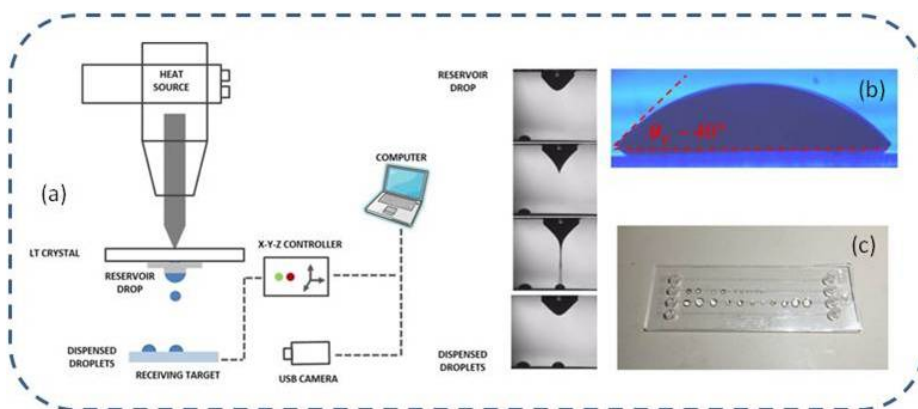 HEAT
SOURCE
COMPUTER
(a)
LT CRYSTAL
X-Y-Z CONTROLLER
RESERVOIR
DROP
DISPENSED
DROPLETS
RECEIVING TARGET
USB CAMERA
RESERVOIR
DROP
DISPENSED
DROPLETS
(b)
(c)